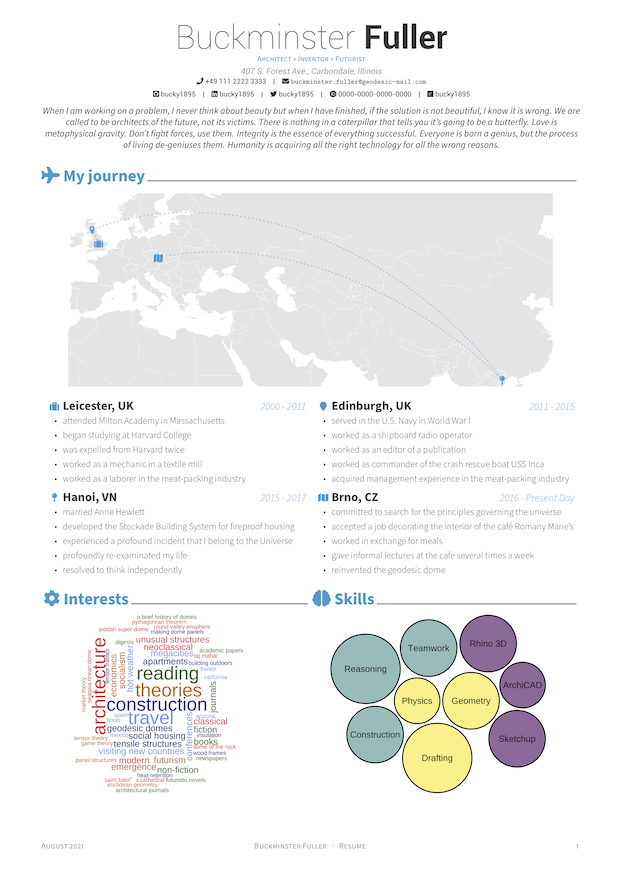 Buckminster Fuller
Architect • Inventor • Futurist
407 S. Forest Ave., Carbondale, Illinois
+49 111 2222 3333 | buckminster.fuller@geodesic-mail.com
bucky1895 | bucky1895 | bucky1895 | 0000-0000-0000-0000 | bucky1895
When I am working on a problem, I never think about beauty but when I have finished, if the solution is not beautiful, I know it is wrong. We are
called to be architects of the future, not its victims. There is nothing in a caterpillar that tells you it's going to be a butterfly. Love is
metaphysical gravity. Don't fight forces, use them. Integrity is the essence of everything successful. Everyone is born a genius, but the process
of living de-geniuses them. Humanity is acquiring all the right technology for all the wrong reasons.
My journey
Leicester, UK 2000 - 2011
• attended Milton Academy in Massachusetts
• began studying at Harvard College
• was expelled from Harvard twice
• worked as a mechanic in a textile mill
• worked as a laborer in the meat-packing industry
Edinburgh, UK 2011 - 2015
• served in the U.S. Navy in World War I
• worked as a shipboard radio operator
• worked as an editor of a publication
• worked as commander of the crash rescue boat USS Inca
• acquired management experience in the meat-packing industry
Hanoi, VN 2015 - 2017
• married Anne Hewlett
• developed the Stockade Building System for fireproof housing
• experienced a profound incident that I belong to the Universe
• profoundly re-examinated my life
• resolved to think independently
Brno, CZ 2016 - Present Day
• committed to search for the principles governing the universe
• accepted a job decorating the interior of the café Romany Marie's
• worked in exchange for meals
• gave informal lectures at the cafe several times a week
• reinvented the geodesic dome
Interests
a brief history of domes
pythagorean theorem
round valley ensphere
jeddah super dome
making dome panels
digests
unusual structures
neoclassical
academic papers
megacities
taj mahal
apartments
building outdoors
france
reading
california
theories
construction
travel
architecture
economics
socialism
hot weather
journals
market theory
spain
texas
arizona
classical
geodesic domes
fiction
mexico
social housing
insulation
tensor theory
game theory
tensile structures
books
conferences
dome of the rock
visiting new countries
wood frames
panel structures
modern
futurism
newspapers
emergence
non-fiction
heat-retention
saint basil's cathedral
futuristic novels
euclidean geometry
architectural journals
Skills
Teamwork
Rhino 3D
Reasoning
ArchiCAD
Physics
Geometry
Construction
Sketchup
Drafting
August 2021
Buckminster Fuller · Resume
1